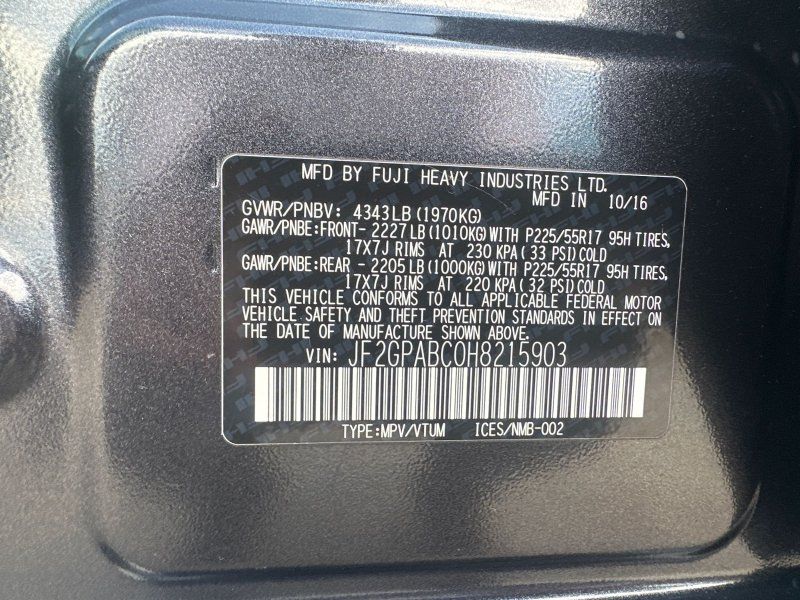 MFD BY FUJI HEAVY INDUSTRIES LTD.
MFD IN 10/16
GVWR/PNBV: 4343LB(1970KG)
GAWR/PNBE:FRONT- 2227LB(1010KG)WITH P225/55R17 95H TIRES,
17X7J RIMS AT 230 KPA( 33 PSI)COLD
GAWR/PNBE:REAR - 2205LB(1000KG)WITH P225/55R17 95H TIRES,
17X7J RIMS AT 220 KPA( 32 PSI)COLD
THIS VEHICLE CONFORMS TO ALL APPLICABLE FEDERAL MOTOR
VEHICLE SAFETY AND THEFT PREVENTION STANDARDS IN EFFECT ON
THE DATE OF MANUFACTURE SHOWN ABOVE.
VIN: JF2GPABC0H8215903
TYPE:MPV/VTUM ICES/NMB-002